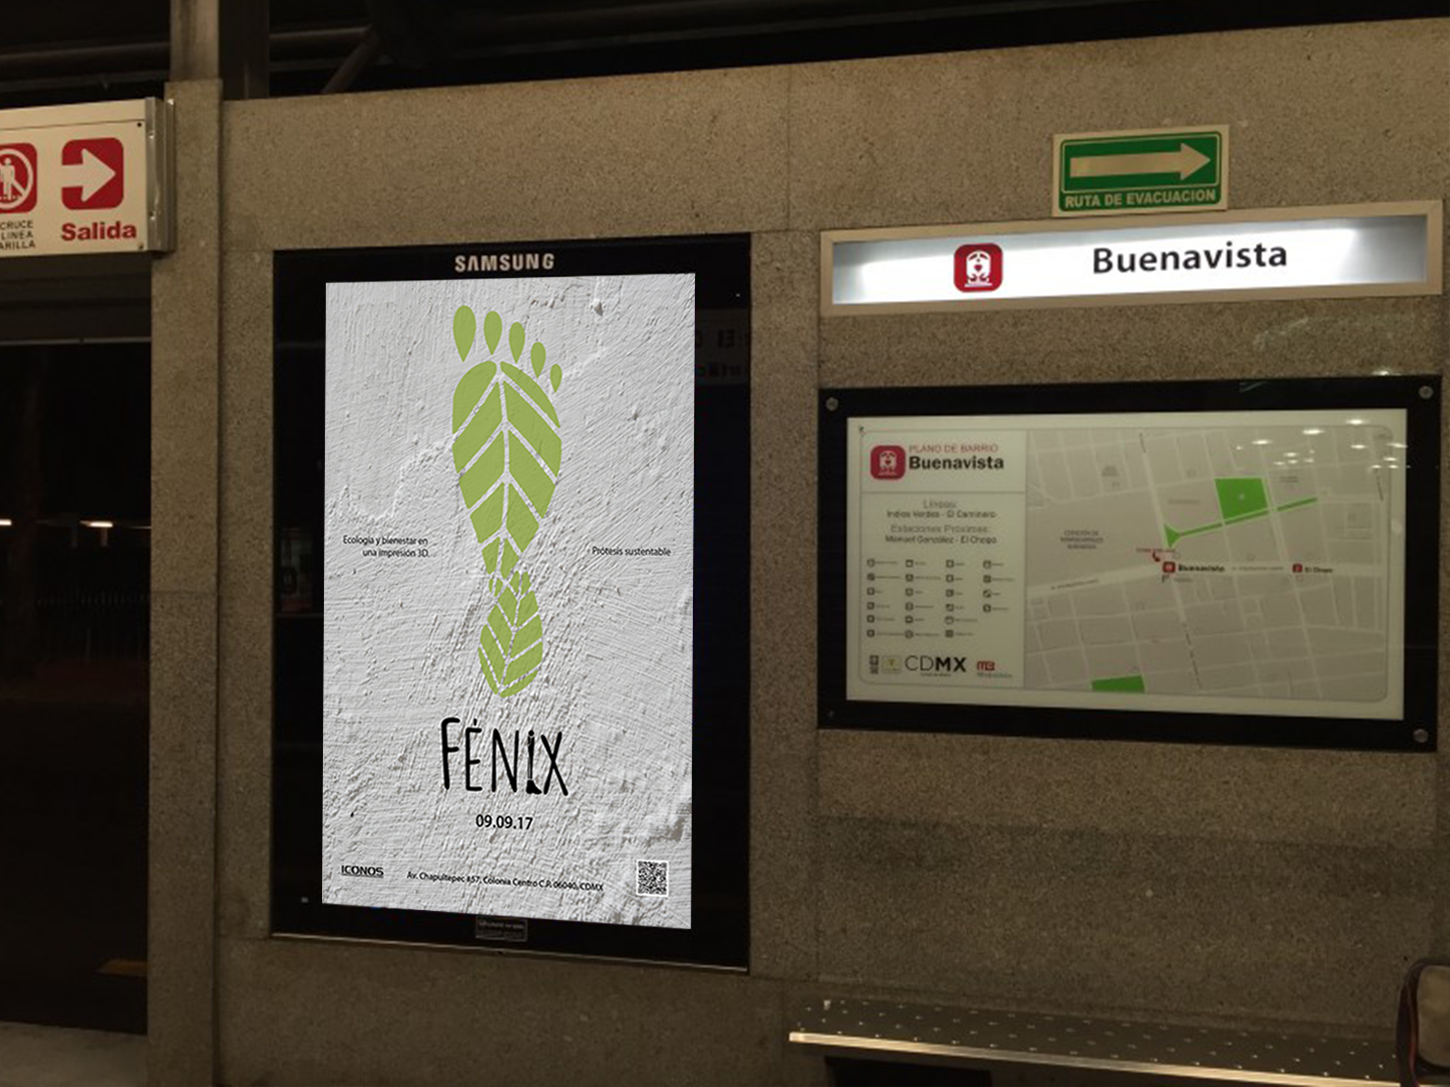 CRUCE
LINEA
ARILLA
Salida
SAMSUNG
Ecología y bienestar en
una impresión 3D.
Prótesis sustentable
FÉNIX
09.09.17
ICONOS
Av. Chapultepec #57, Colonia Centro C.P. 06040, CDMX
RUTA DE EVACUACION
Buenavista
PLANO DE BARRIO
Buenavista
Líneas:
Indios Verdes - El Caminero
Estaciones Próximas:
Manuel González - El Chopo
CDMX
MB
Buenavista
El Chopo